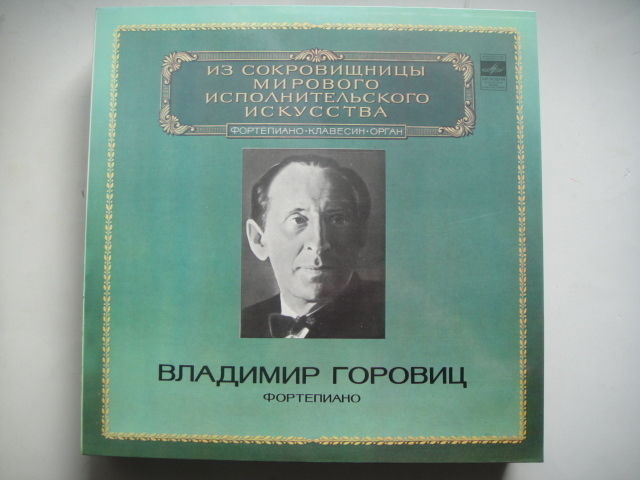 ИЗ СОКРОВИЩНИЦЫ
МИРОВОГО
ИСПОЛНИТЕЛЬСКОГО
ИСКУССТВА
ФОРТЕПИАНО·КЛАВЕСИН·ОРГАН
ВЛАДИМИР ГОРОВИЦ
ФОРТЕПИАНО